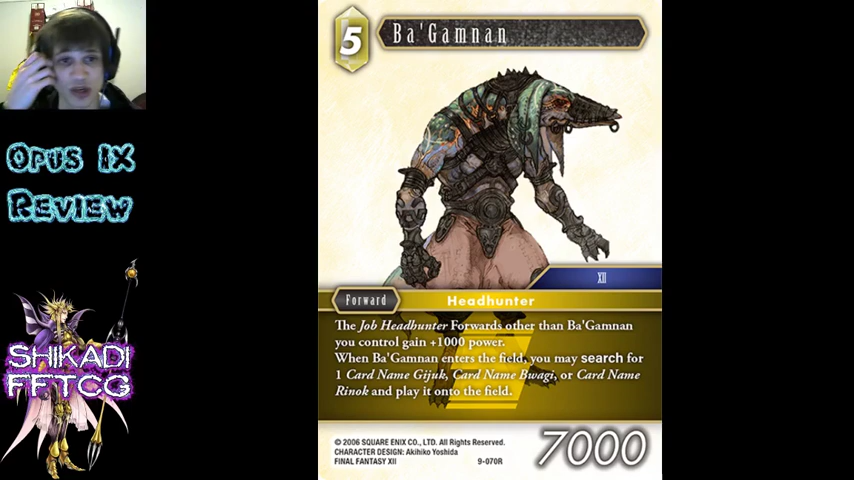 Opus IX
Review
SHIKADI
FFTCG
5
Ba'Gamnan
XII
Forward
Headhunter
The Job Headhunter Forwards other than Ba'Gamnan
you control gain +1000 power.
When Ba'Gamnan enters the field, you may search for
1 Card Name Gijuk, Card Name Bwagi, or Card Name
Rinok and play it onto the field.
© 2006 SQUARE ENIX CO., LTD. All Rights Reserved.
CHARACTER DESIGN: Akihiko Yoshida
FINAL FANTASY XII 9-070R
7000